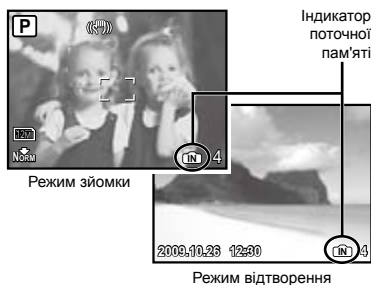 Індикатор
поточної
пам'яті
P
12M
NORM
IN 4
Режим зйомки
2009.10.26 12:30
IN 4
Режим відтворення